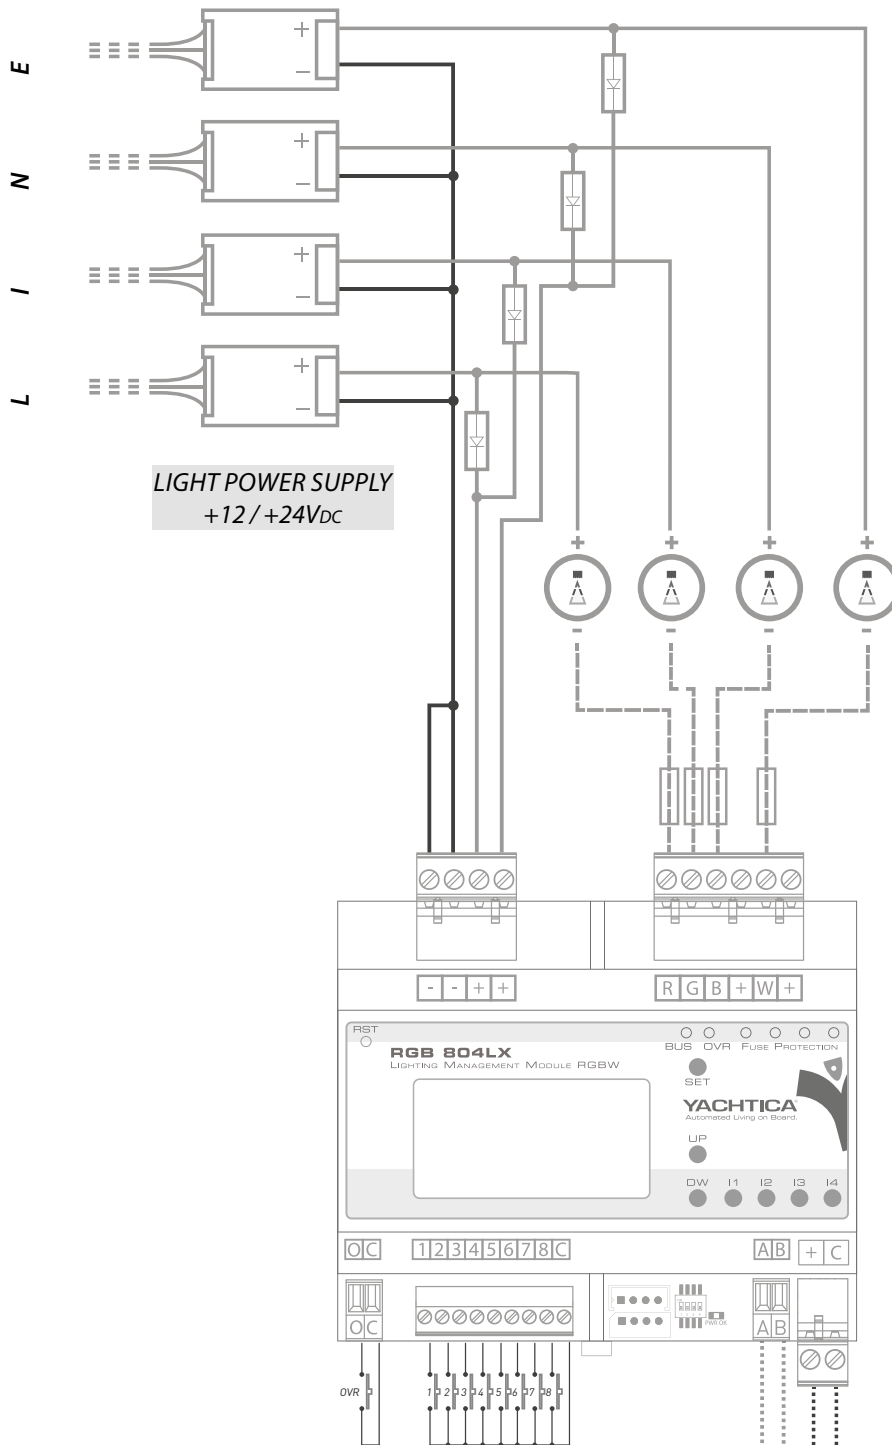 E
+
−
N
+
−
I
+
−
L
+
−
LIGHT POWER SUPPLY
+12 / +24VDC
+ + + +
- - - -
- - + + R G B + W + 
RST
RGB 804LX
LIGHTING MANAGEMENT MODULE RGBW
BUS OVR FUSE PROTECTION
SET
YACHTICA
Automated Living on Board.
UP
DW I1 I2 I3 I4
O C 1 2 3 4 5 6 7 8 C A B + C
O C A B
PWR OK
OVR 1 2 3 4 5 6 7 8